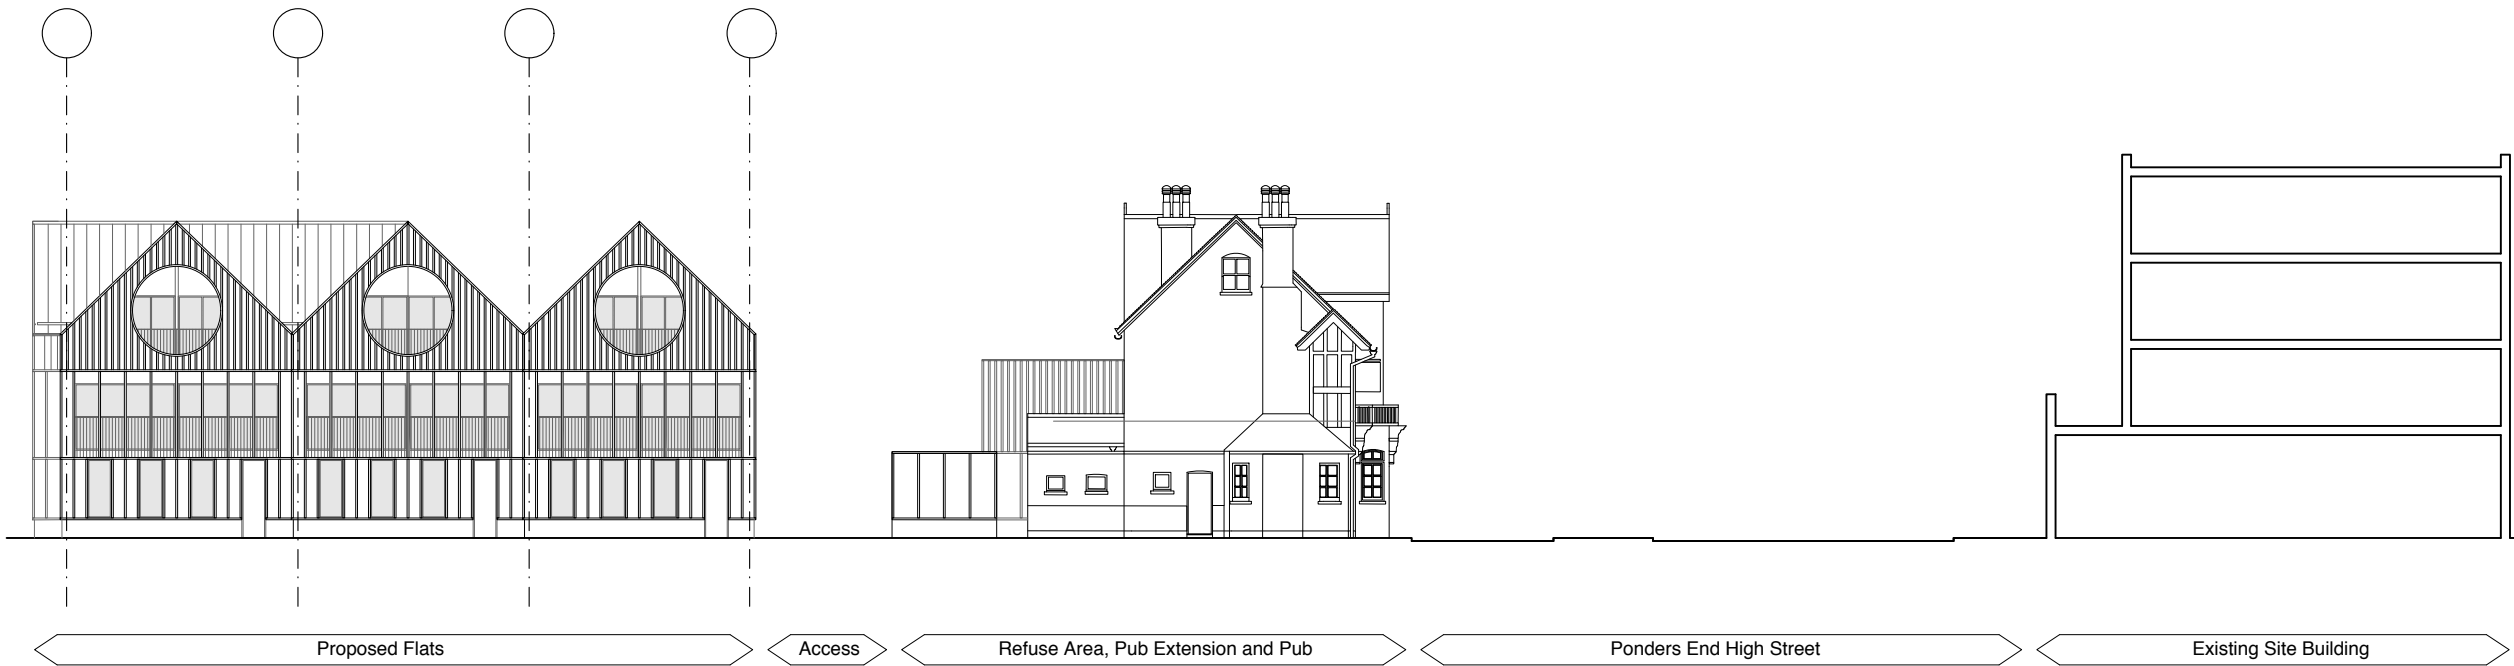 Proposed Flats
Access
Refuse Area, Pub Extension and Pub
Ponders End High Street
Existing Site Building